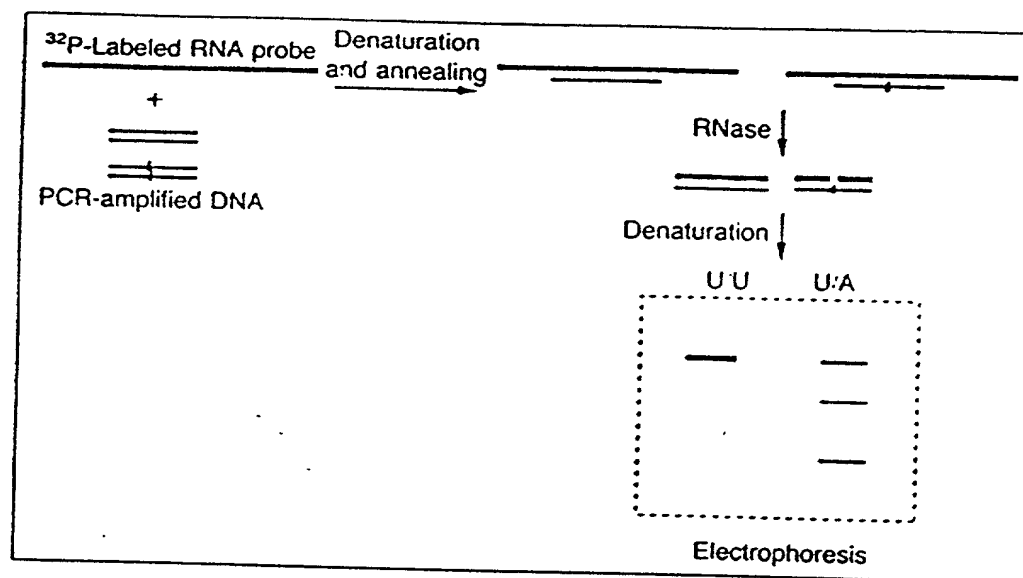 ³²P-Labeled RNA probe
Denaturation
and annealing
+
PCR-amplified DNA
RNase
Denaturation
U/U U/A
Electrophoresis